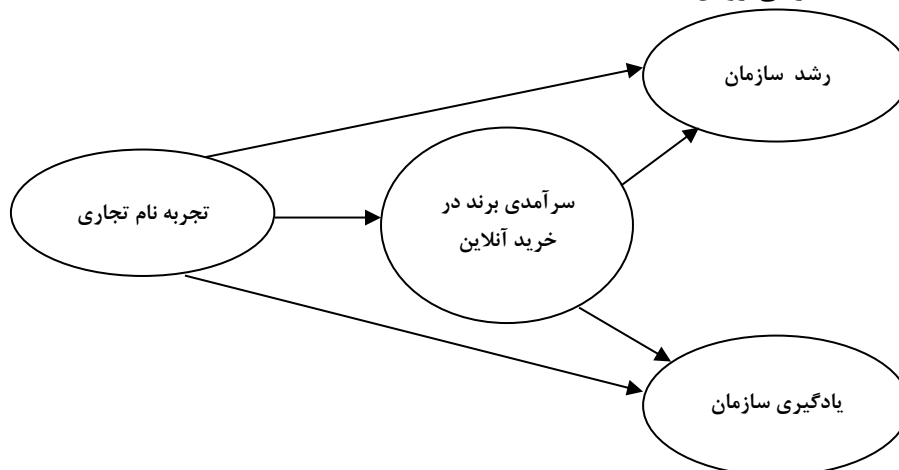 رشد سازمان
سرآمدی برند در
خرید آنلاین
تجربه نام تجاری
یادگیری سازمان